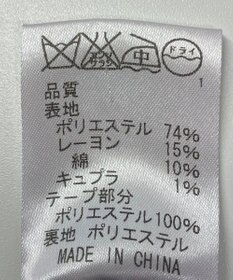 中 ドライ
1
品質
表地
ポリエステル 74%
レーヨン 15%
綿 10%
キュプラ 1%
テープ部分
ポリエステル100%
裏地 ポリエステル
MADE IN CHINA